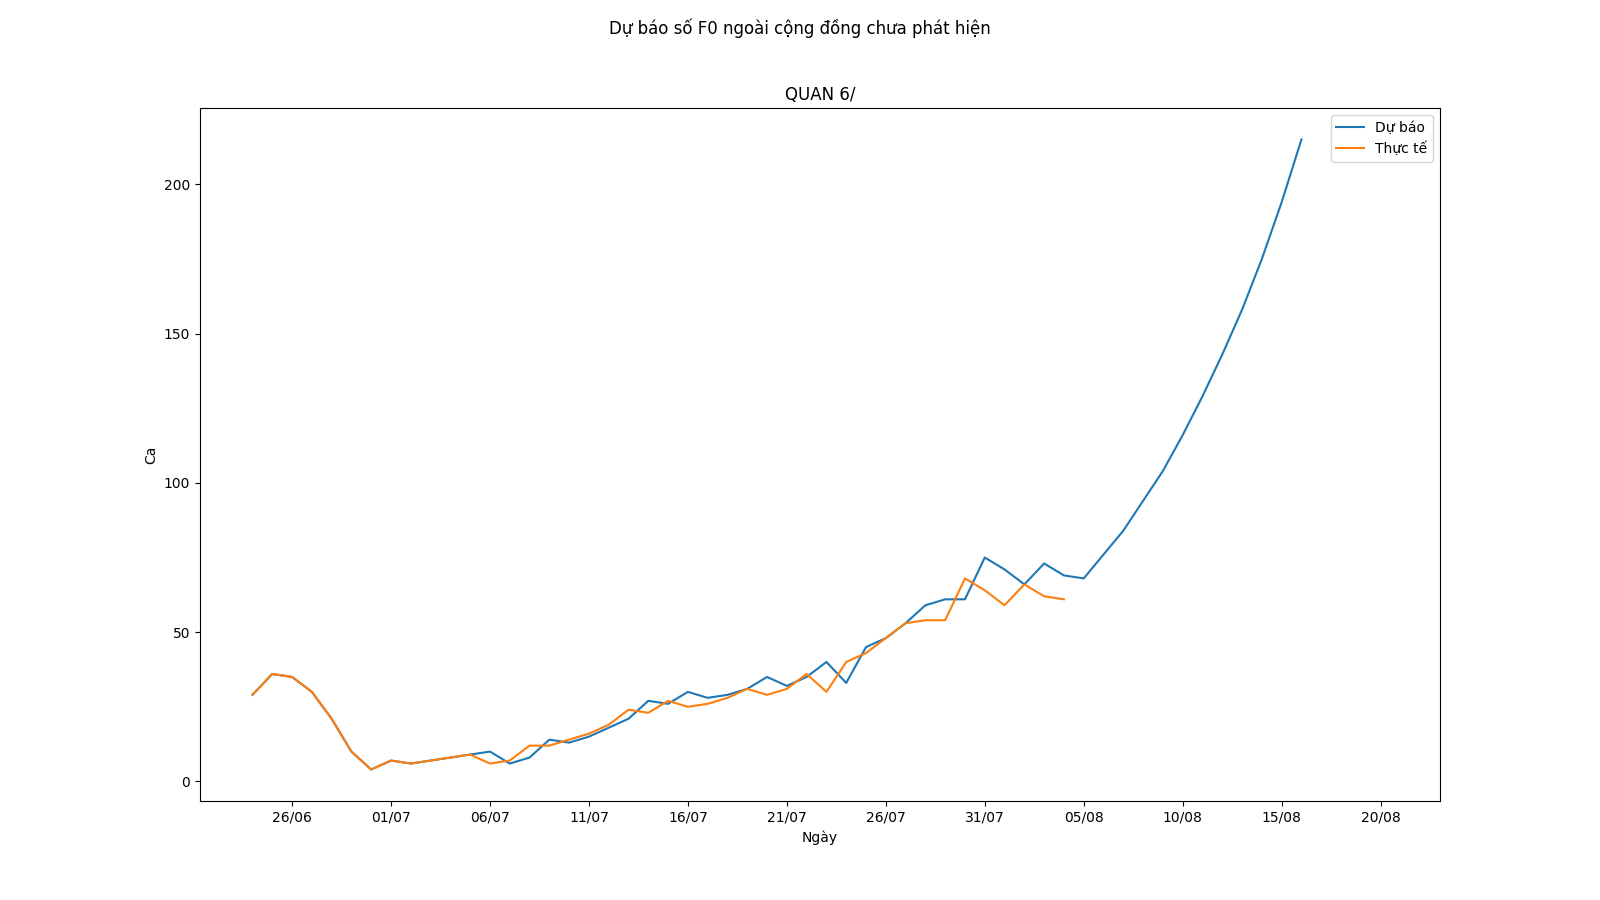 Dự báo số F0 ngoài cộng đồng chưa phát hiện
QUAN 6/
Dự báo
Thực tế
200
150
100
50
0
Ca
26/06 01/07 06/07 11/07 16/07 21/07 26/07 31/07 05/08 10/08 15/08 20/08
Ngày